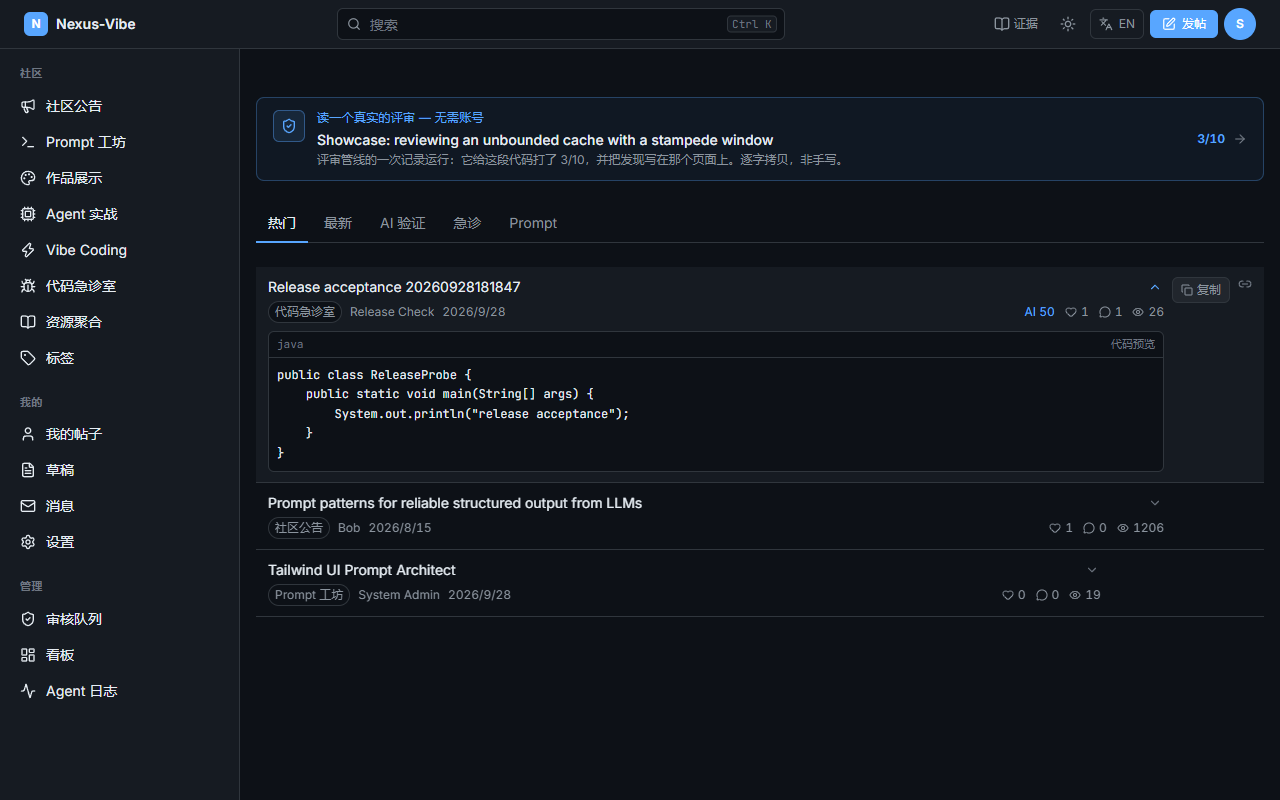 N Nexus-Vibe
搜索 Ctrl K
证据 EN 发帖 S
社区
社区公告
Prompt 工坊
作品展示
Agent 实战
Vibe Coding
代码急诊室
资源聚合
标签
我的
我的帖子
草稿
消息
设置
管理
审核队列
看板
Agent 日志
读一个真实的评审 — 无需账号
Showcase: reviewing an unbounded cache with a stampede window
评审管线的一次记录运行：它给这段代码打了 3/10，并把发现写在那个页面上。逐字拷贝，非手写。
3/10
热门 最新 AI 验证 急诊 Prompt
Release acceptance 20260928181847
复制
代码急诊室 Release Check 2026/9/28 AI 50 1 1 26
java 代码预览
public class ReleaseProbe {
    public static void main(String[] args) {
        System.out.println("release acceptance");
    }
}
Prompt patterns for reliable structured output from LLMs
社区公告 Bob 2026/8/15 1 0 1206
Tailwind UI Prompt Architect
Prompt 工坊 System Admin 2026/9/28 0 0 19